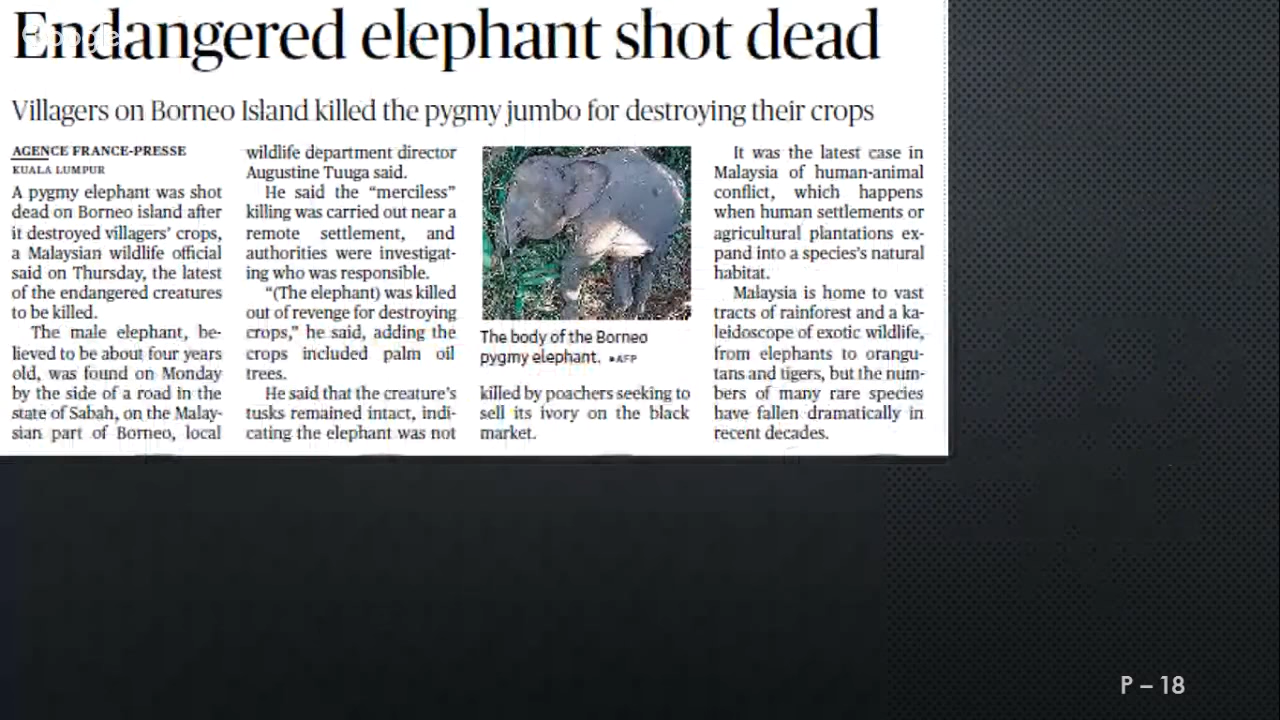 Google
Endangered elephant shot dead
Villagers on Borneo Island killed the pygmy jumbo for destroying their crops
AGENCE FRANCE-PRESSE
KUALA LUMPUR
A pygmy elephant was shot
dead on Borneo island after
it destroyed villagers' crops,
a Malaysian wildlife official
said on Thursday, the latest
of the endangered creatures
to be killed.
The male elephant, be-
lieved to be about four years
old, was found on Monday
by the side of a road in the
state of Sabah, on the Malay-
sian part of Borneo, local
wildlife department director
Augustine Tuuga said.
He said the “merciless”
killing was carried out near a
remote settlement, and
authorities were investigat-
ing who was responsible.
“(The elephant) was killed
out of revenge for destroying
crops,” he said, adding the
crops included palm oil
trees.
He said that the creature's
tusks remained intact, indi-
cating the elephant was not
The body of the Borneo
pygmy elephant. •AFP
killed by poachers seeking to
sell its ivory on the black
market.
It was the latest case in
Malaysia of human-animal
conflict, which happens
when human settlements or
agricultural plantations ex-
pand into a species's natural
habitat.
Malaysia is home to vast
tracts of rainforest and a ka-
leidoscope of exotic wildlife,
from elephants to orangu-
tans and tigers, but the num-
bers of many rare species
have fallen dramatically in
recent decades.
P – 18